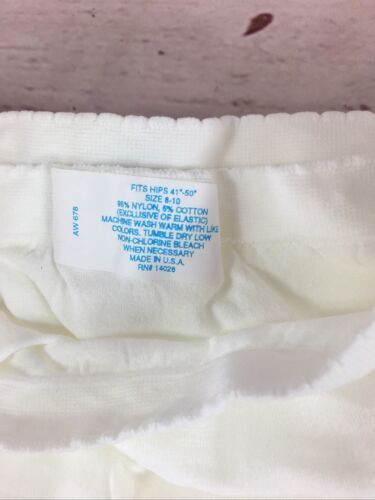 FITS HIPS 41"-50"
SIZE 8-10
95% NYLON, 5% COTTON
(EXCLUSIVE OF ELASTIC)
MACHINE WASH WARM WITH LIKE
COLORS, TUMBLE DRY LOW
NON-CHLORINE BLEACH
WHEN NECESSARY
MADE IN U.S.A.
RN# 14026
AW 678